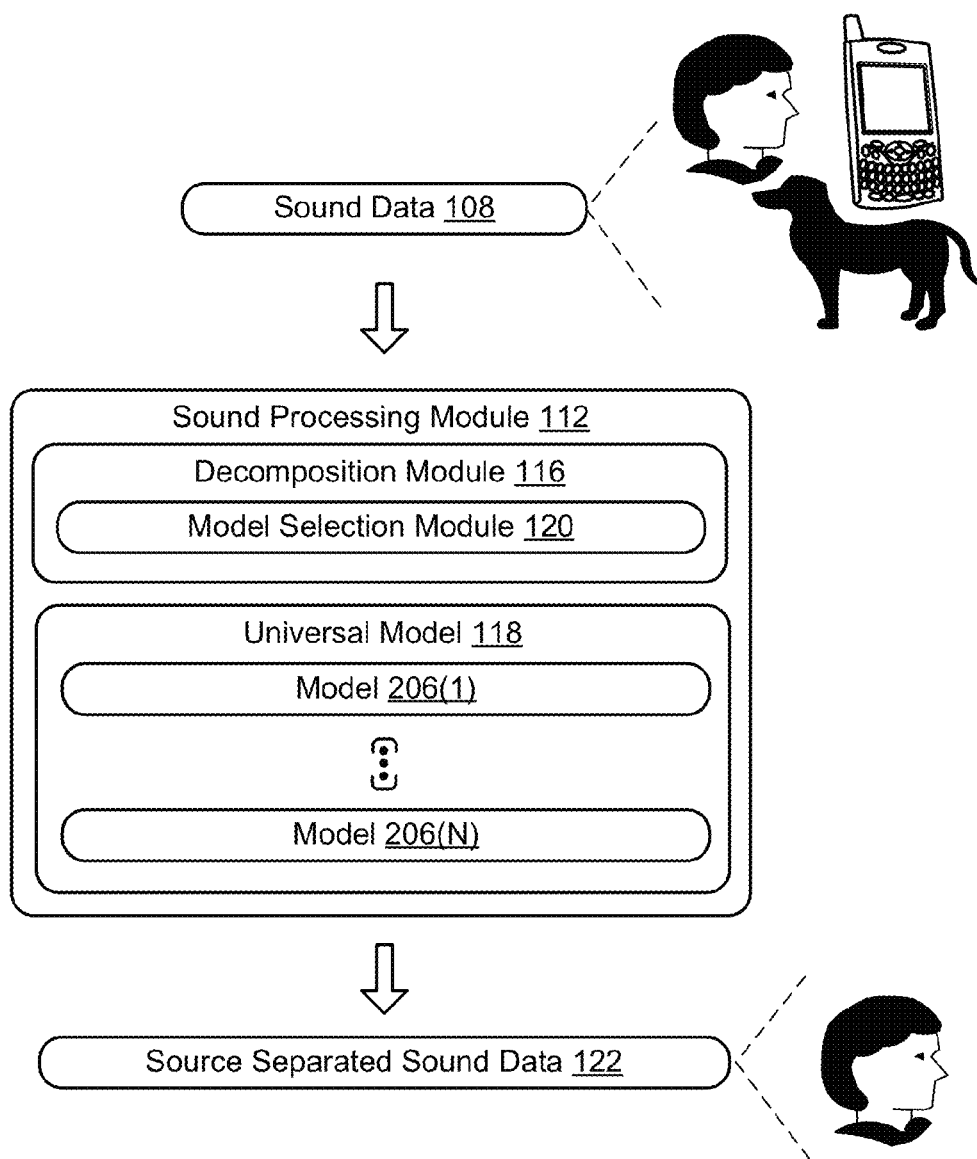 Sound Data 108
Sound Processing Module 112
Decomposition Module 116
Model Selection Module 120
Universal Model 118
Model 206(1)
Model 206(N)
Source Separated Sound Data 122